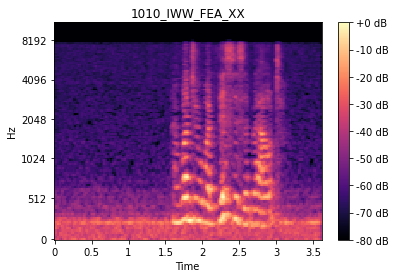 1010_IWW_FEA_XX
+0 dB
8192
-10 dB
4096
-20 dB
-30 dB
2048
Hz
-40 dB
1024
-50 dB
512
-60 dB
-70 dB
0
-80 dB
0 0.5 1 1.5 2 2.5 3 3.5
Time